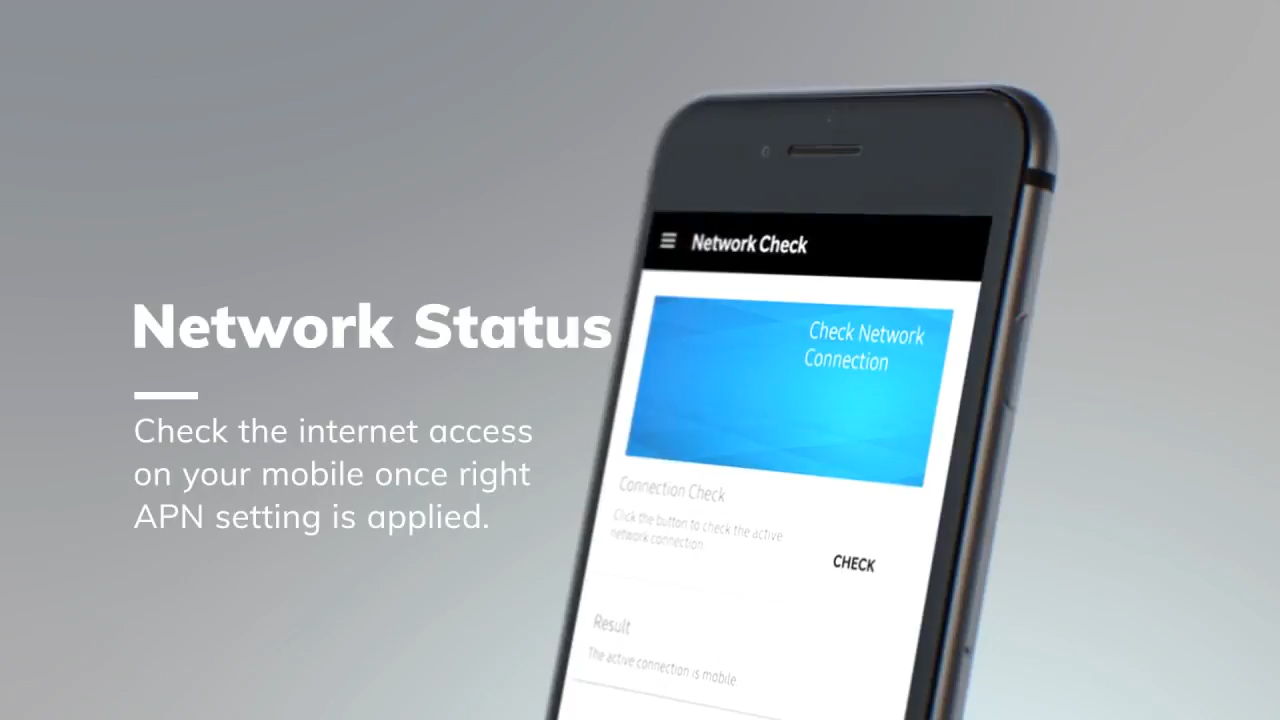 Network Status
Check the internet access
on your mobile once right
APN setting is applied.
Network Check
Check Network
Connection
Connection Check
Click the button to check the active
network connection
CHECK
Result
The active connection is mobile.